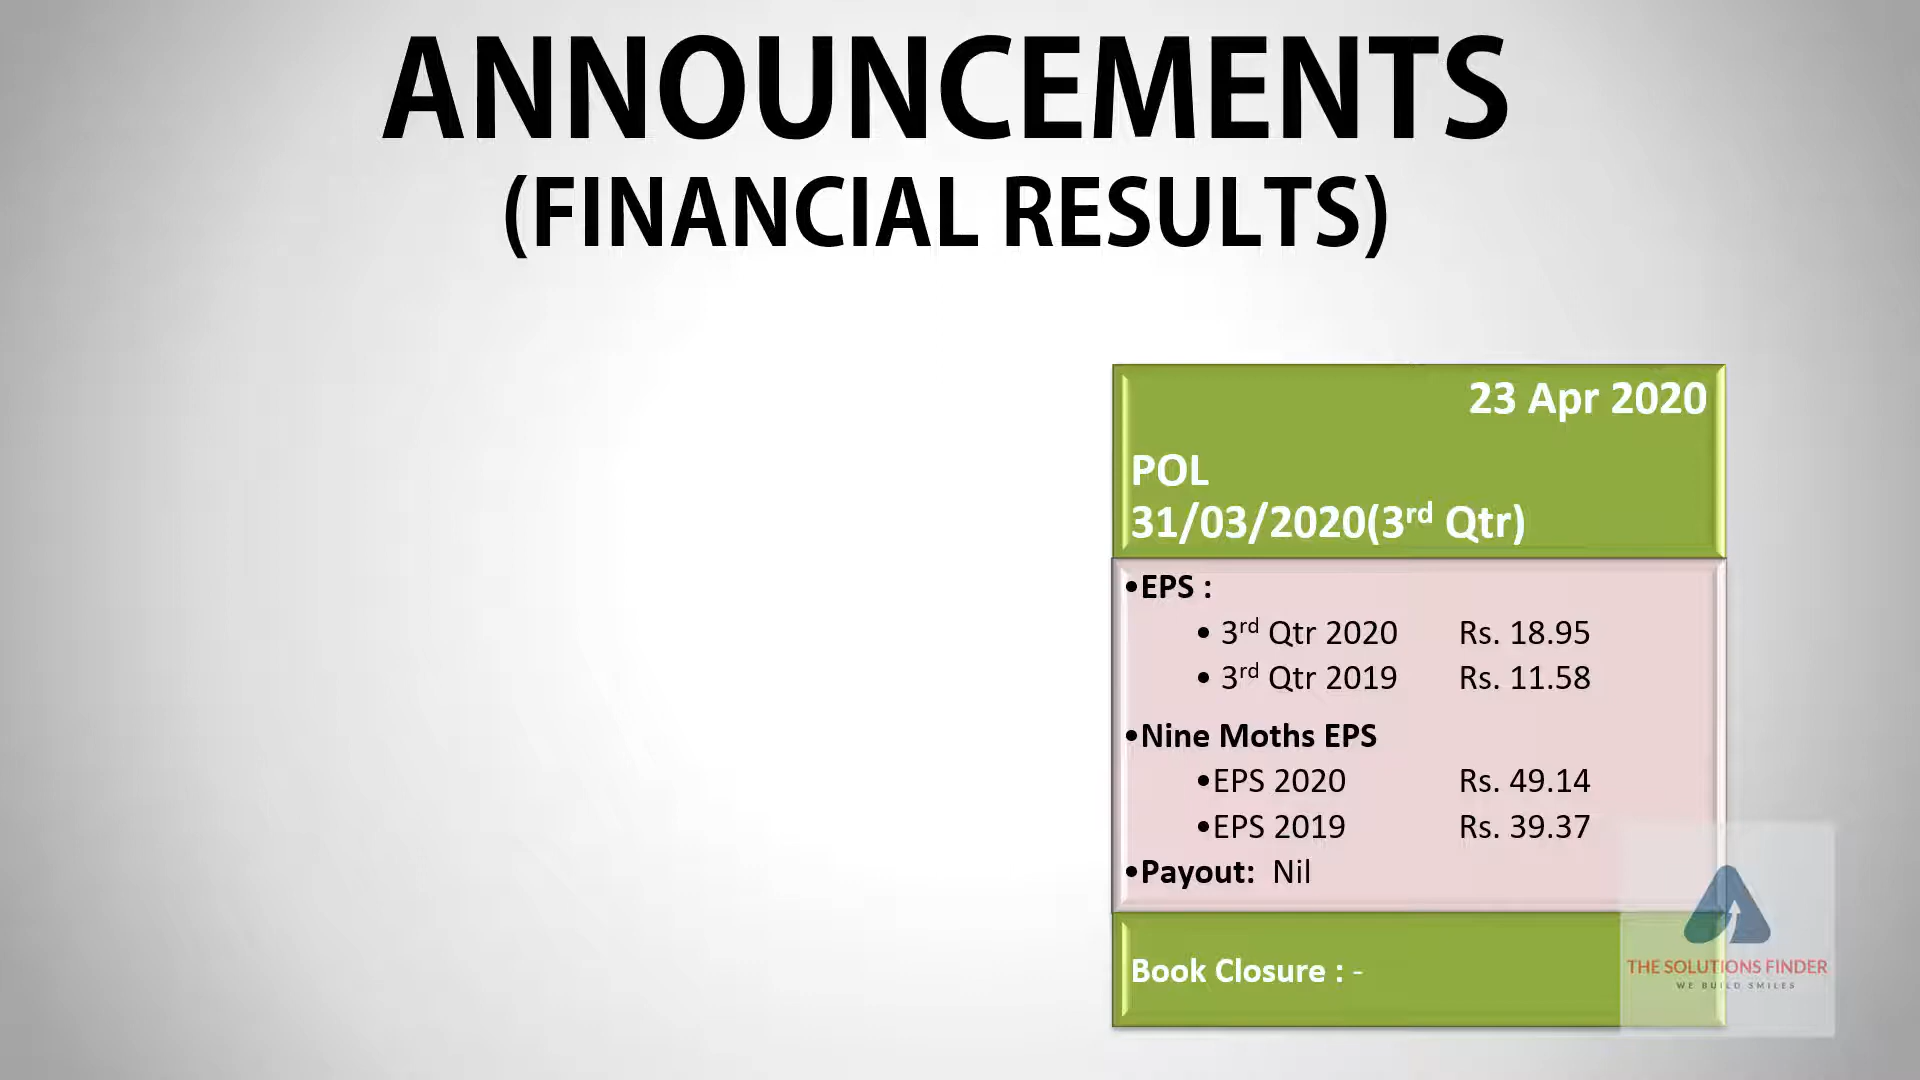 ANNOUNCEMENTS
(FINANCIAL RESULTS)
23 Apr 2020
POL
31/03/2020(3rd Qtr)
•EPS :
• 3rd Qtr 2020 Rs. 18.95
• 3rd Qtr 2019 Rs. 11.58
•Nine Moths EPS
•EPS 2020 Rs. 49.14
•EPS 2019 Rs. 39.37
•Payout: Nil
Book Closure : -
THE SOLUTIONS FINDER
WE BUILD SMILES